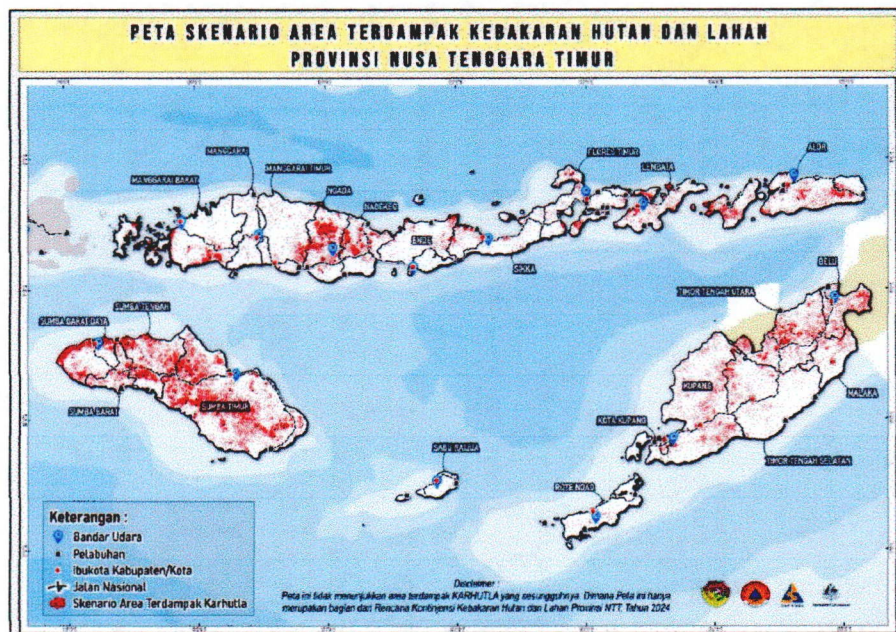 PETA SKENARIO AREA TERDAMPAK KEBAKARAN HUTAN DAN LAHAN
PROVINSI NUSA TENGGARA TIMUR
MANGGARAI
MANGGARAI BARAT
MANGGARAI TIMUR
NGADA
NAGEKEO
ENDE
SIKKA
FLORES TIMUR
LEMBATA
ALOR
BELU
TIMOR TENGAH UTARA
MALAKA
KUPANG
KOTA KUPANG
TIMOR TENGAH SELATAN
SUMBA TENGAH
SUMBA BARAT DAYA
SUMBA BARAT
SUMBA TIMUR
SABU RAIJUA
ROTE NDAO
Keterangan :
Bandar Udara
Pelabuhan
Ibukota Kabupaten/Kota
Jalan Nasional
Skenario Area Terdampak Karhutla
Disclaimer :
Peta ini tidak menunjukkan area terdampak KARHUTLA yang sesungguhnya. Dimana Peta ini hanya
merupakan bagian dari Rencana Kontijensi Kebakaran Hutan dan Lahan Provinsi NTT, Tahun 2024